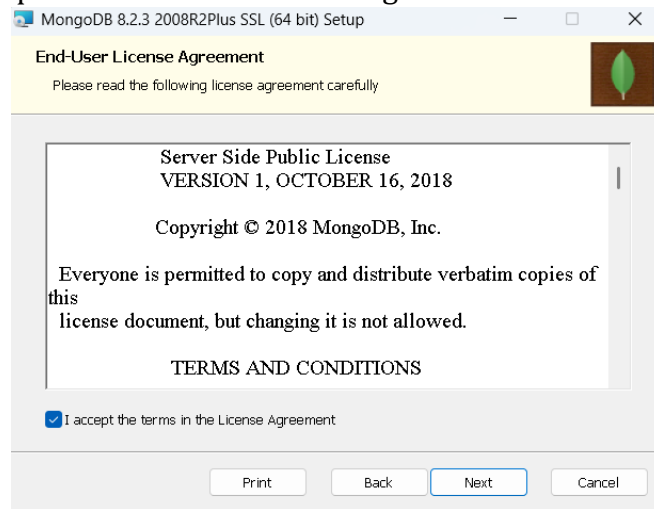 MongoDB 8.2.3 2008R2Plus SSL (64 bit) Setup
End-User License Agreement
Please read the following license agreement carefully
Server Side Public License
VERSION 1, OCTOBER 16, 2018
Copyright © 2018 MongoDB, Inc.
Everyone is permitted to copy and distribute verbatim copies of
this
license document, but changing it is not allowed.
TERMS AND CONDITIONS
I accept the terms in the License Agreement
Print Back Next Cancel